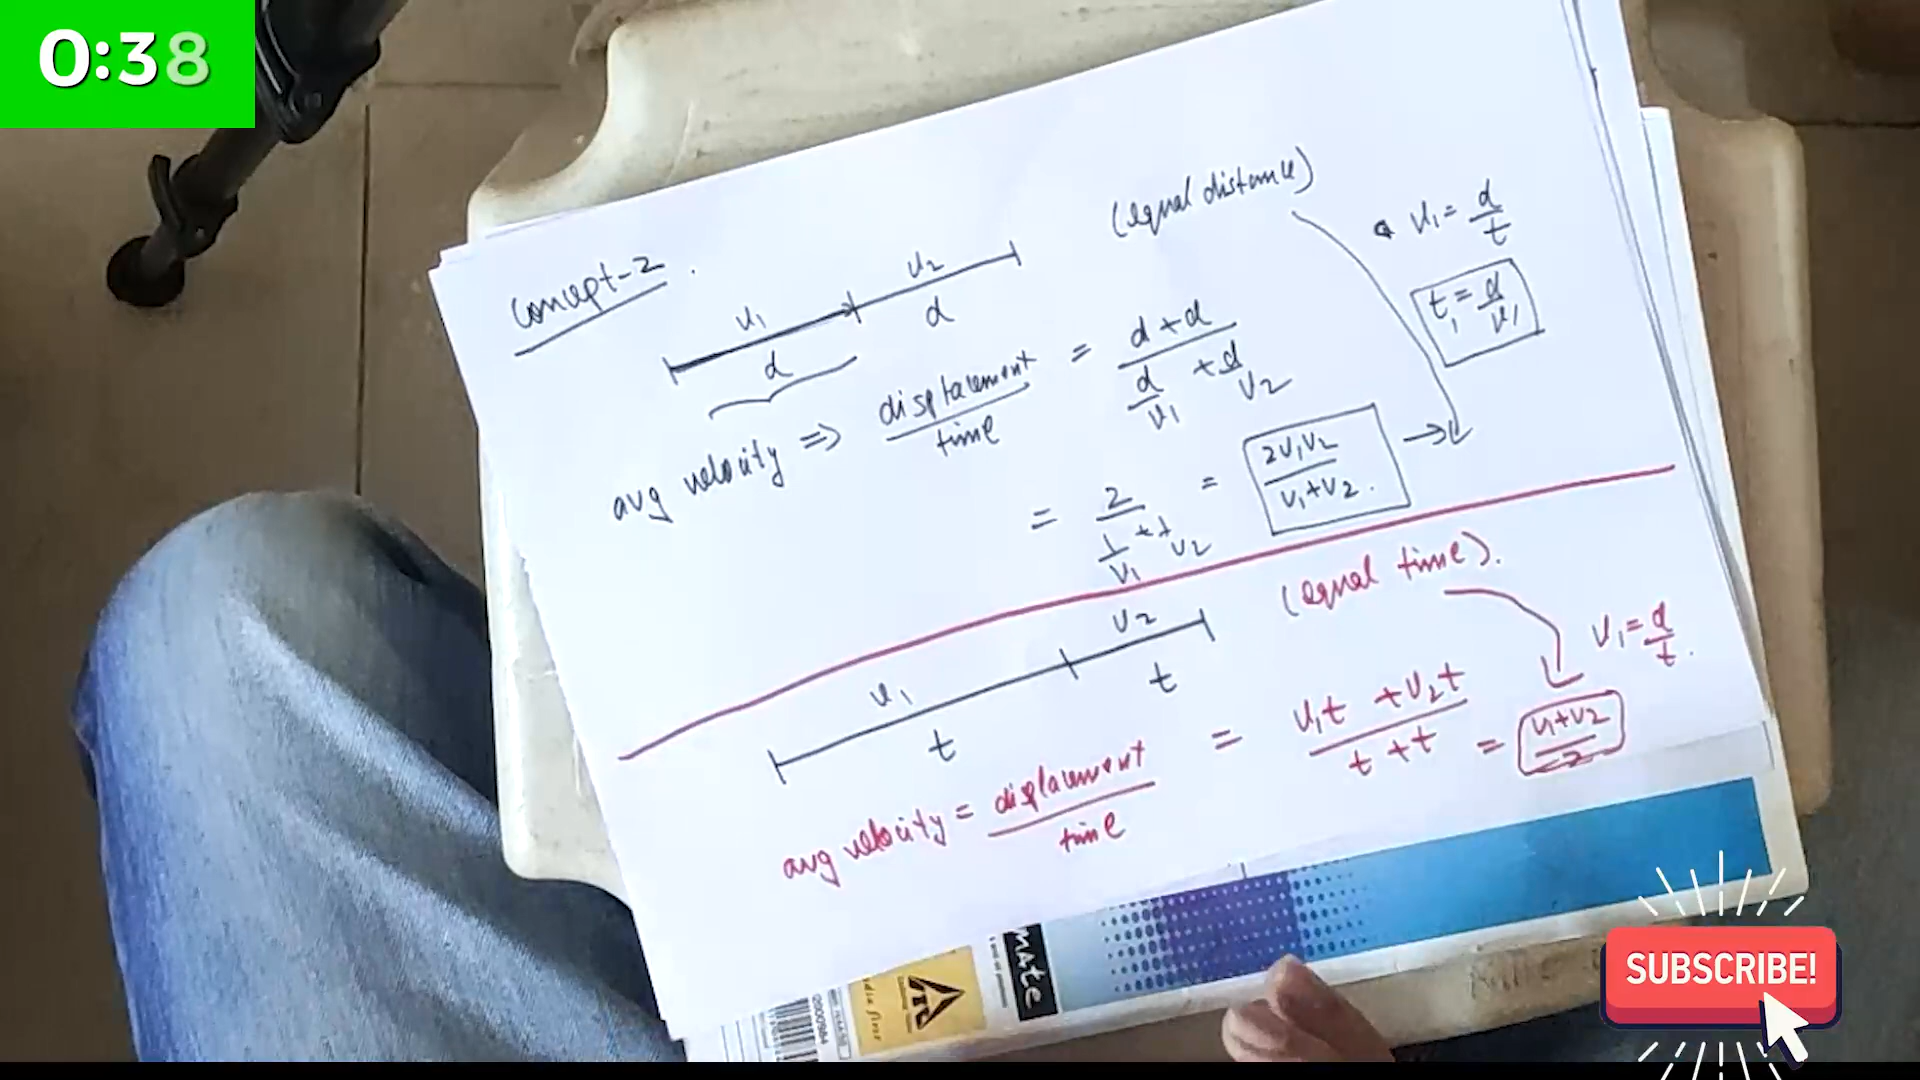 0:38
Concept-2.
(equal distance)
v₁ = d/t
v₁ v₂
d d
t₁ = d/v₁
avg velocity => displacement/time = (d + d)/(d/v₁ + d/v₂)
= 2/(1/v₁ + 1/v₂) = 2v₁v₂/(v₁+v₂). →
(equal time).
v₁ v₂
t t
v₁ = d/t.
avg velocity = displacement/time = (v₁t + v₂t)/(t + t) = (v₁+v₂)/2
mate
ITC
SUBSCRIBE!